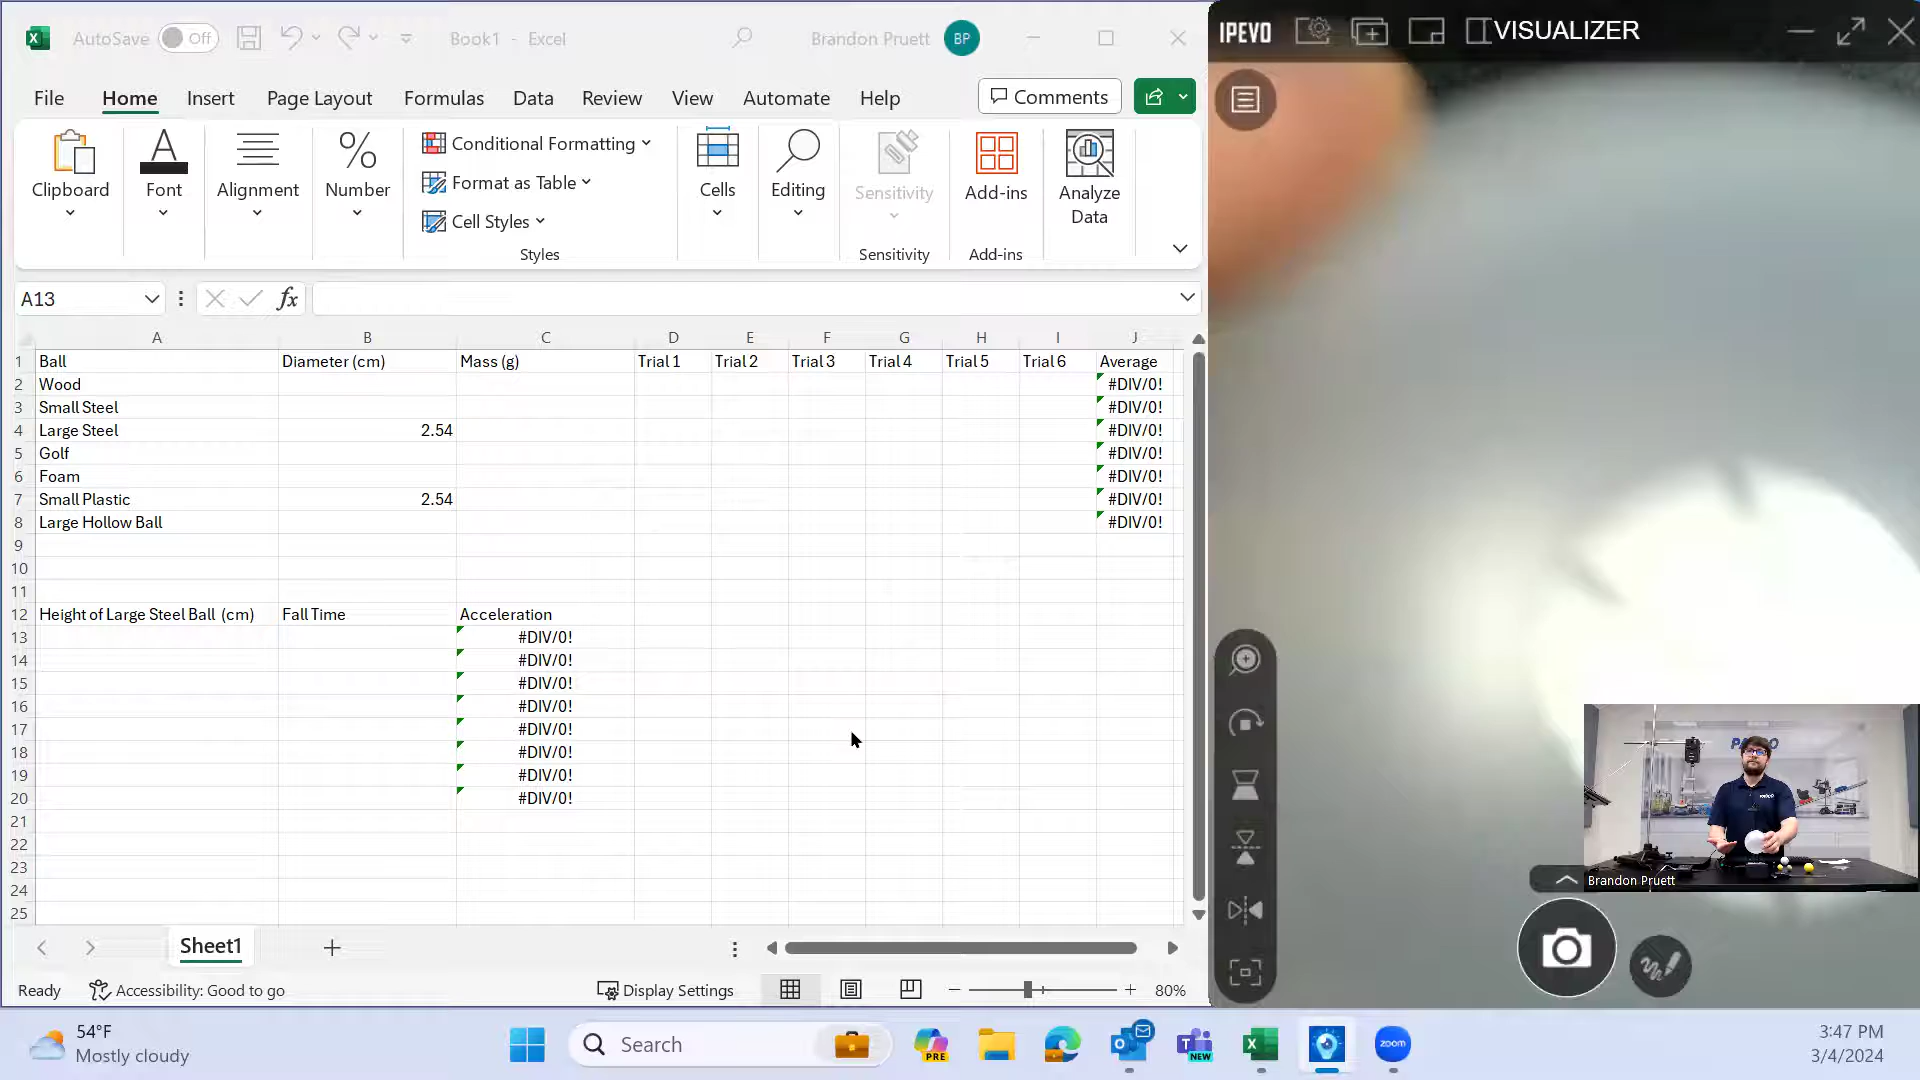 AutoSave Off Book1 - Excel Brandon Pruett BP
File Home Insert Page Layout Formulas Data Review View Automate Help Comments
Clipboard Font Alignment Number
Conditional Formatting
Format as Table
Cell Styles
Styles
Cells Editing Sensitivity Add-ins Analyze Data
Sensitivity Add-ins
A13 fx
A B C D E F G H I J
1 Ball Diameter (cm) Mass (g) Trial 1 Trial 2 Trial 3 Trial 4 Trial 5 Trial 6 Average
2 Wood #DIV/0!
3 Small Steel #DIV/0!
4 Large Steel 2.54 #DIV/0!
5 Golf #DIV/0!
6 Foam #DIV/0!
7 Small Plastic 2.54 #DIV/0!
8 Large Hollow Ball #DIV/0!
9
10
11
12 Height of Large Steel Ball (cm) Fall Time Acceleration
13 #DIV/0!
14 #DIV/0!
15 #DIV/0!
16 #DIV/0!
17 #DIV/0!
18 #DIV/0!
19 #DIV/0!
20 #DIV/0!
21
22
23
24
25
Sheet1
Ready Accessibility: Good to go Display Settings 80%
IPEVO VISUALIZER
Brandon Pruett
54°F
Mostly cloudy
Search
PRE
NEW
zoom
3:47 PM
3/4/2024